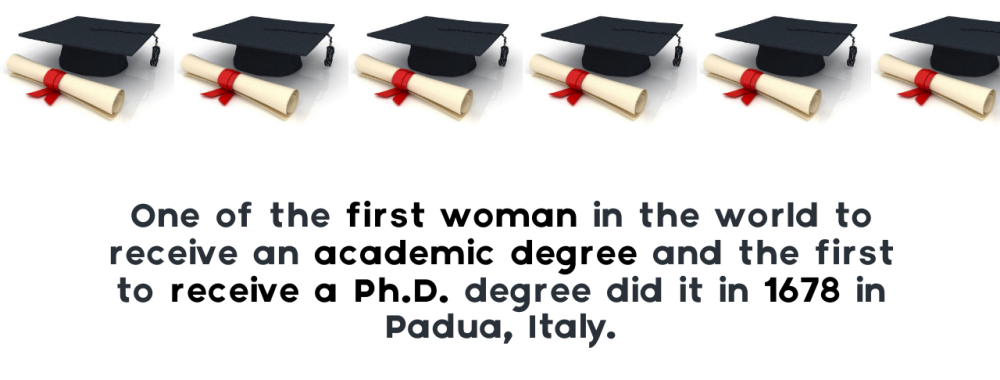 One of the first woman in the world to
receive an academic degree and the first
to receive a Ph.D. degree did it in 1678 in
Padua, Italy.